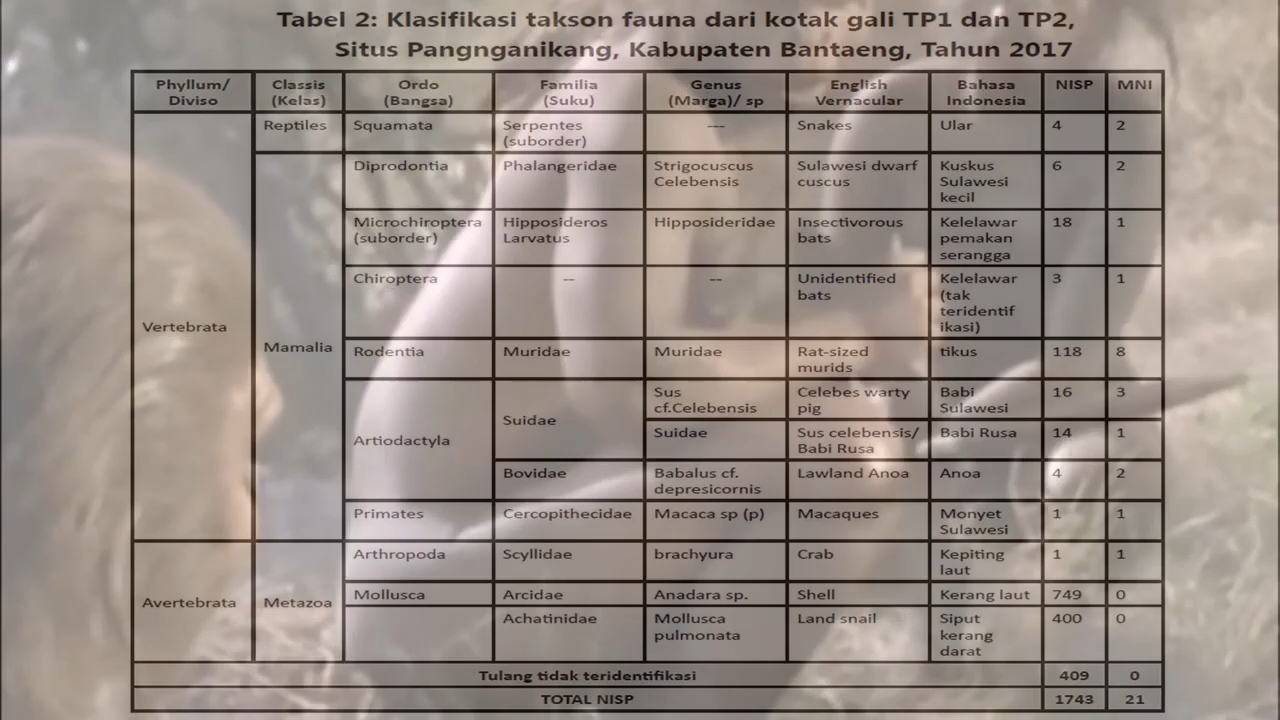 Tabel 2: Klasifikasi takson fauna dari kotak gali TP1 dan TP2,
Situs Pangnganikang, Kabupaten Bantaeng, Tahun 2017
Phyllum/ Diviso Classis (Kelas) Ordo (Bangsa) Familia (Suku) Genus (Marga)/ sp English Vernacular Bahasa Indonesia NISP MNI
Vertebrata
Reptiles Squamata Serpentes (suborder) --- Snakes Ular 4 2
Mamalia
Diprodontia Phalangeridae Strigocuscus Celebensis Sulawesi dwarf cuscus Kuskus Sulawesi kecil 6 2
Microchiroptera (suborder) Hipposideros Larvatus Hipposideridae Insectivorous bats Kelelawar pemakan serangga 18 1
Chiroptera -- -- Unidentified bats Kelelawar (tak teridentif ikasi) 3 1
Rodentia Muridae Muridae Rat-sized murids tikus 118 8
Artiodactyla Suidae Sus cf.Celebensis Celebes warty pig Babi Sulawesi 16 3
Suidae Sus celebensis/ Babi Rusa Babi Rusa 14 1
Bovidae Babalus cf. depresicornis Lawland Anoa Anoa 4 2
Primates Cercopithecidae Macaca sp (p) Macaques Monyet Sulawesi 1 1
Avertebrata Metazoa
Arthropoda Scyllidae brachyura Crab Kepiting laut 1 1
Mollusca Arcidae Anadara sp. Shell Kerang laut 749 0
Achatinidae Mollusca pulmonata Land snail Siput kerang darat 400 0
Tulang tidak teridentifikasi 409 0
TOTAL NISP 1743 21